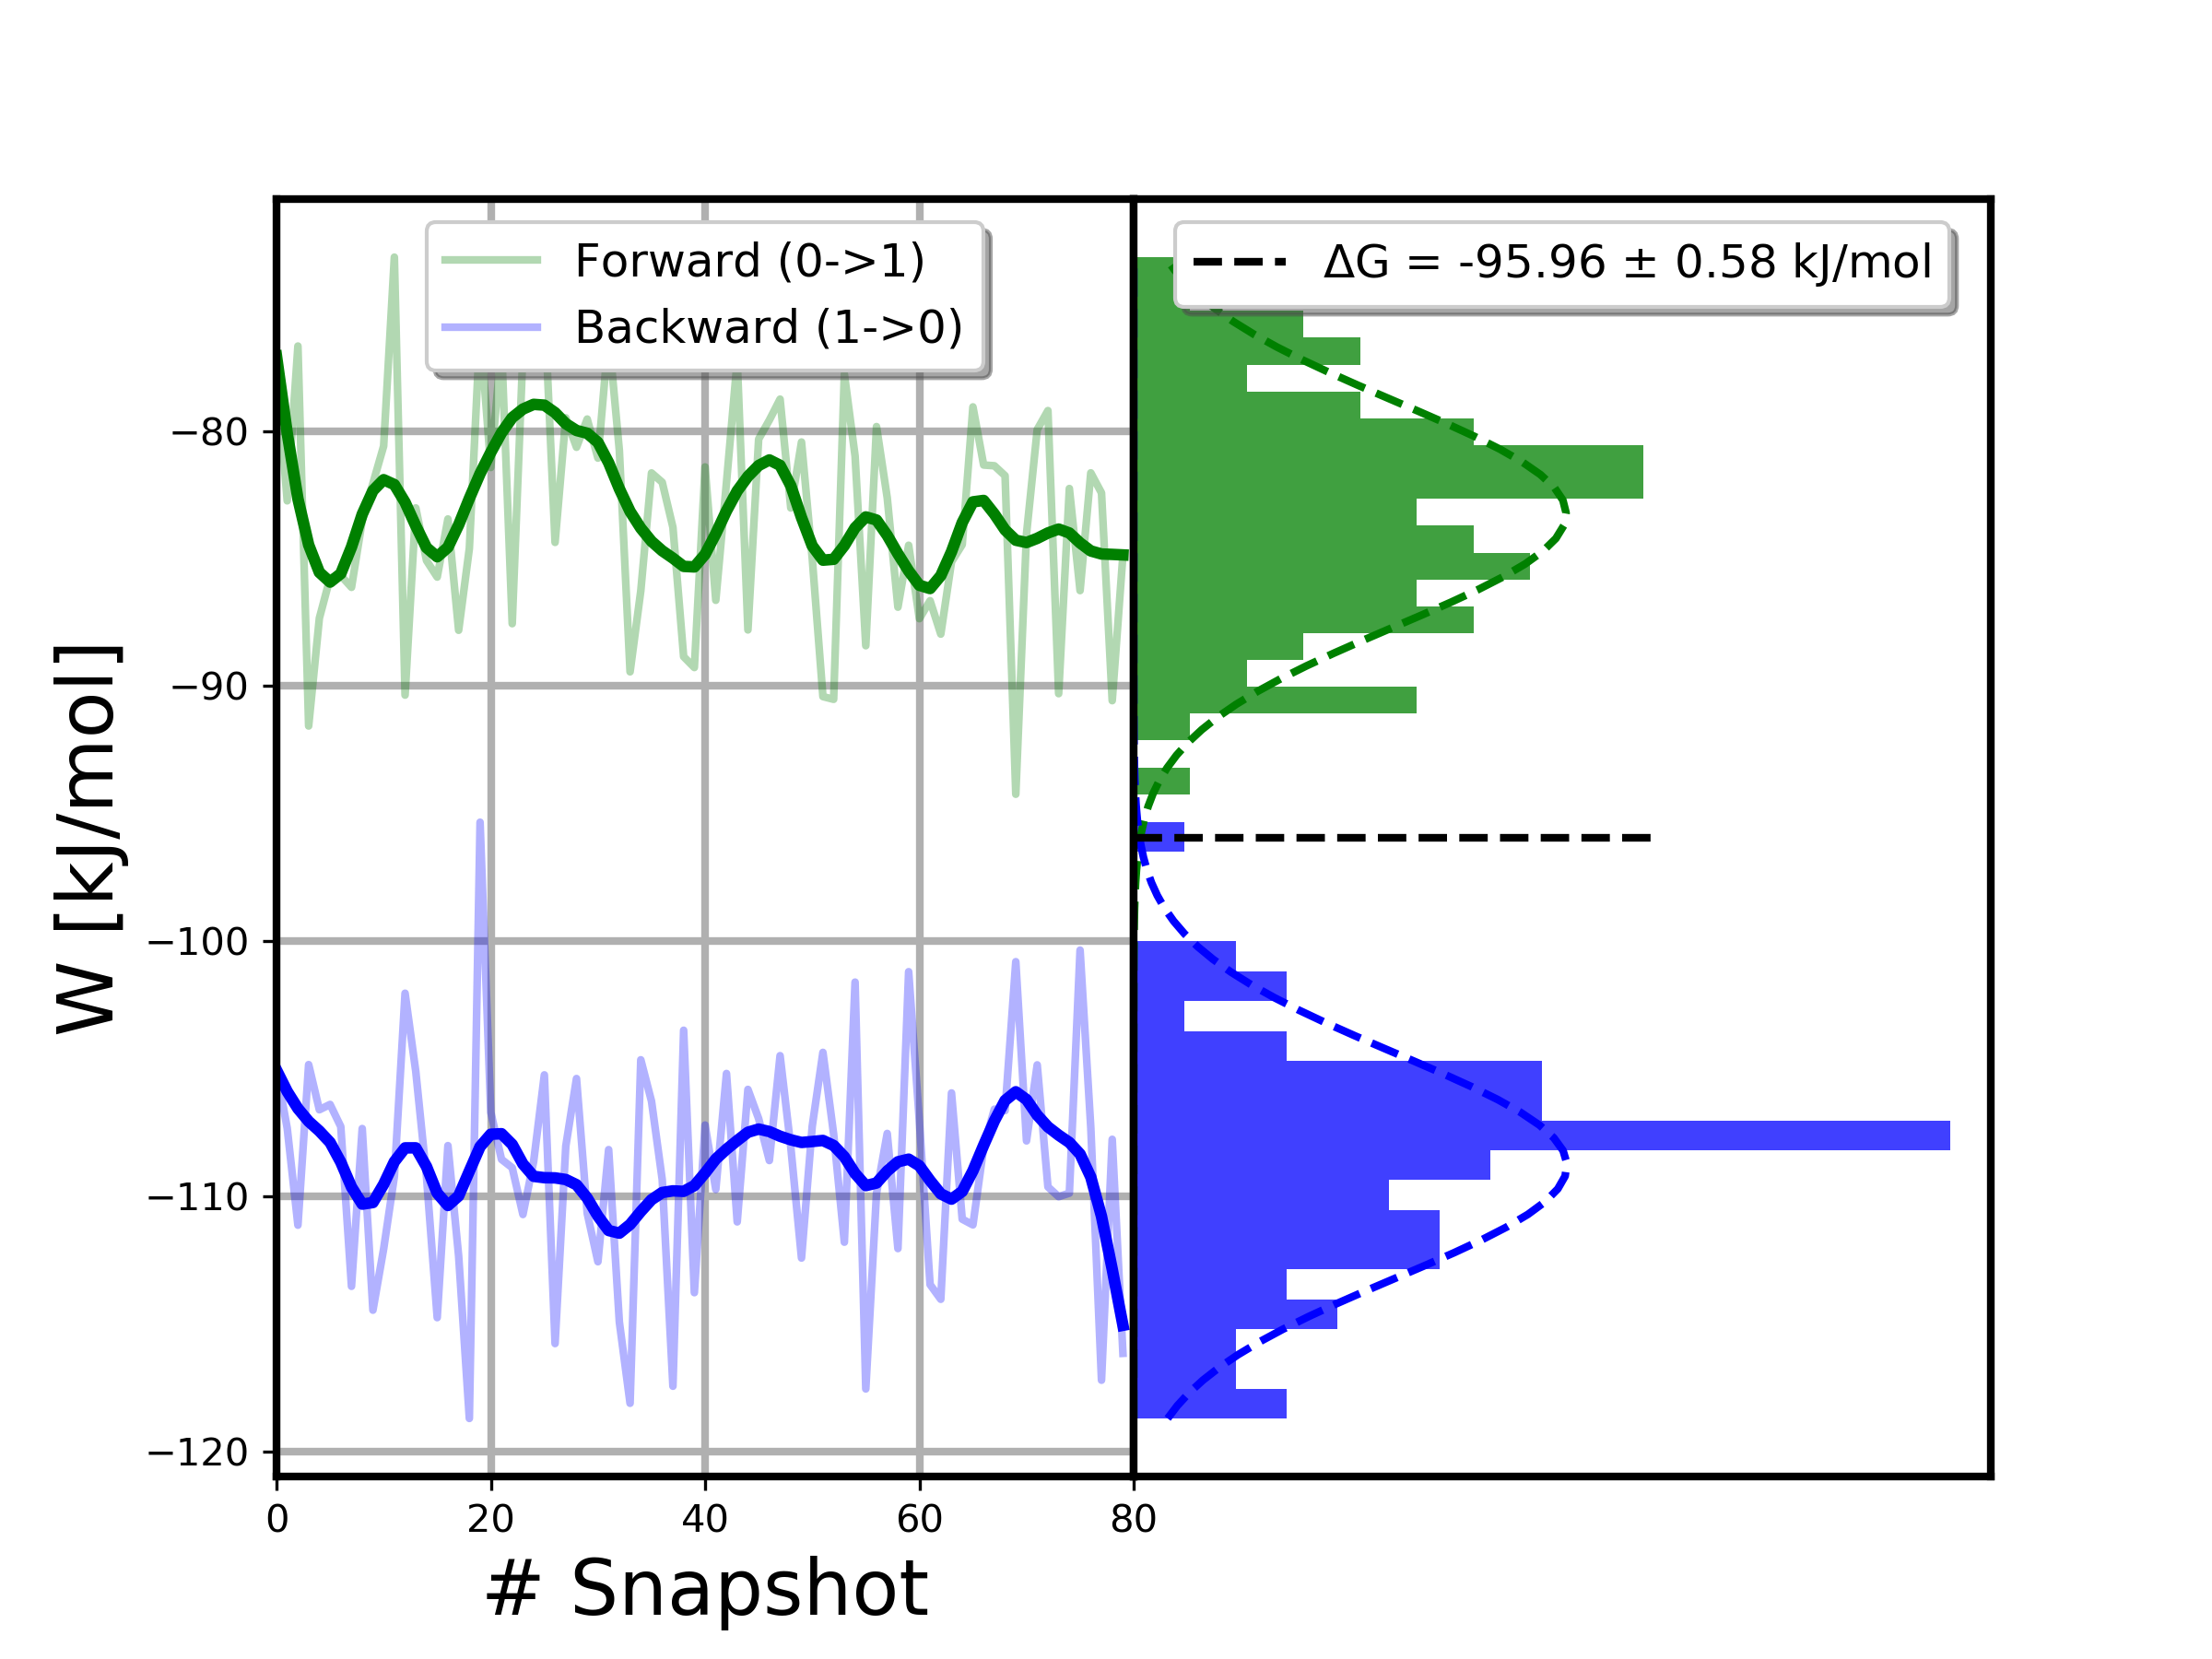 Forward (0->1)
Backward (1->0)
ΔG = -95.96 ± 0.58 kJ/mol
W [kJ/mol]
−80
−90
−100
−110
−120
0 20 40 60 80
# Snapshot